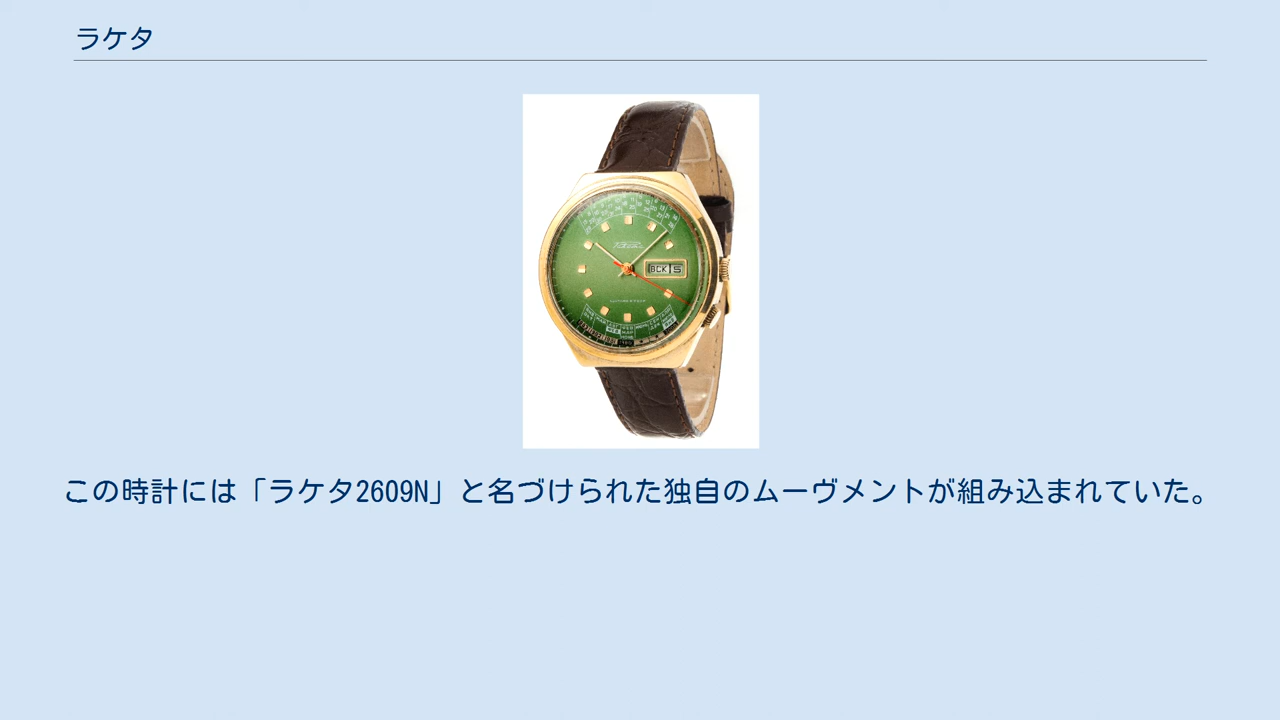 ラケタ
BCK 5
この時計には「ラケタ2609N」と名づけられた独自のムーヴメントが組み込まれていた。